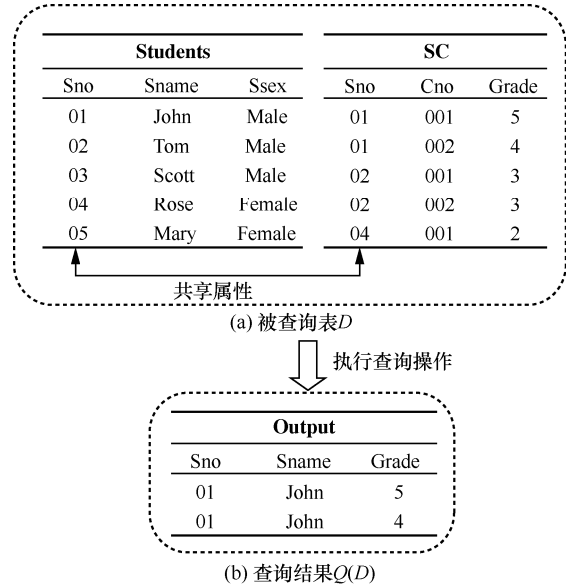 Students SC
Sno Sname Ssex Sno Cno Grade
01 John Male 01 001 5
02 Tom Male 01 002 4
03 Scott Male 02 001 3
04 Rose Female 02 002 3
05 Mary Female 04 001 2
共享属性
(a) 被查询表D
执行查询操作
Output
Sno Sname Grade
01 John 5
01 John 4
(b) 查询结果Q(D)